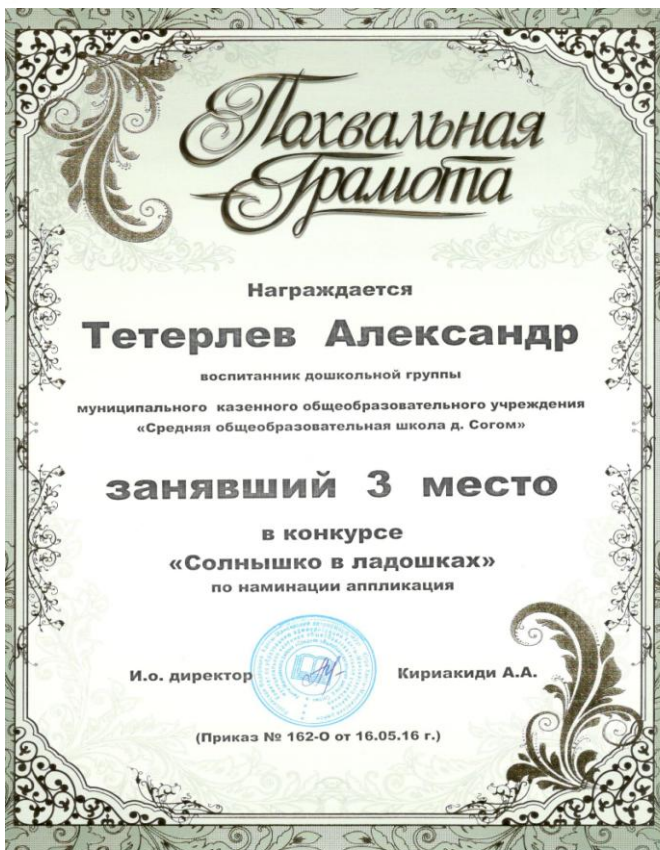 Похвальная
Грамота
Награждается
Тетерлев Александр
воспитанник дошкольной группы
муниципального казенного общеобразовательного учреждения
«Средняя общеобразовательная школа д. Согом»
занявший 3 место
в конкурсе
«Солнышко в ладошках»
по наминации аппликация
И.о. директор Кириакиди А.А.
(Приказ № 162-О от 16.05.16 г.)